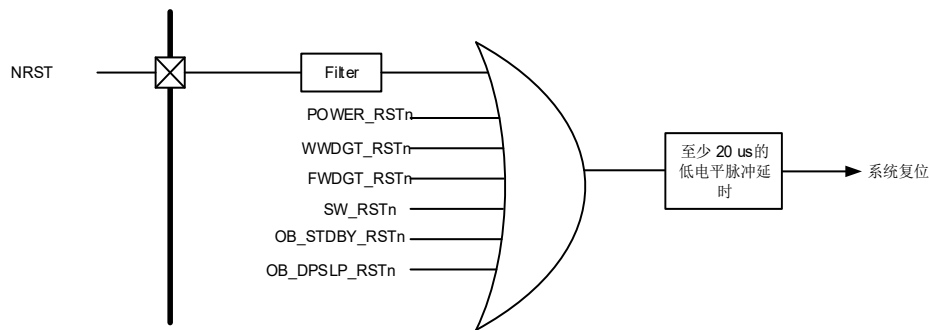 NRST
Filter
POWER_RSTn
WWDGT_RSTn
FWDGT_RSTn
SW_RSTn
OB_STDBY_RSTn
OB_DPSLP_RSTn
至少 20 us的
低电平脉冲延
时
系统复位